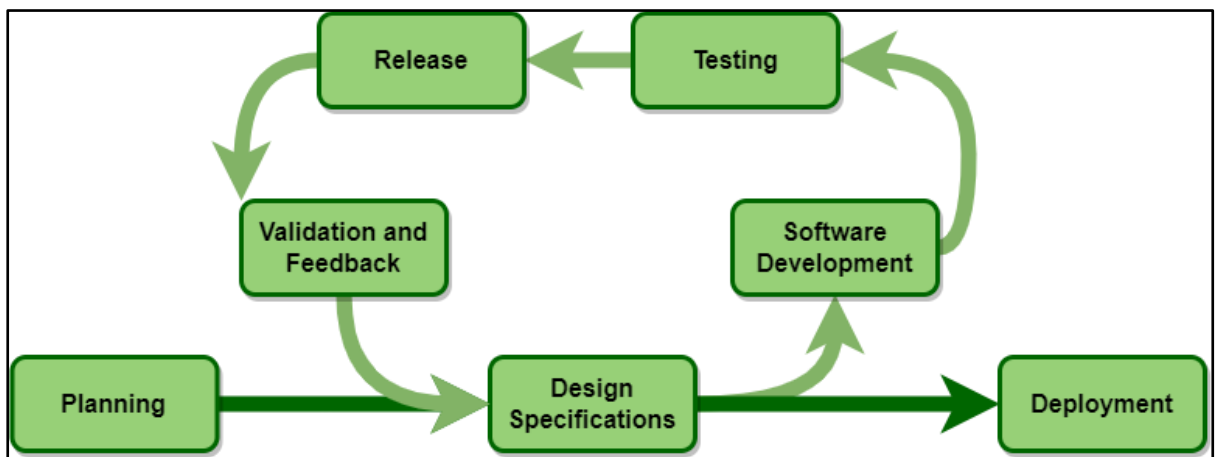 Release
Testing
Validation and
Feedback
Software
Development
Planning
Design
Specifications
Deployment